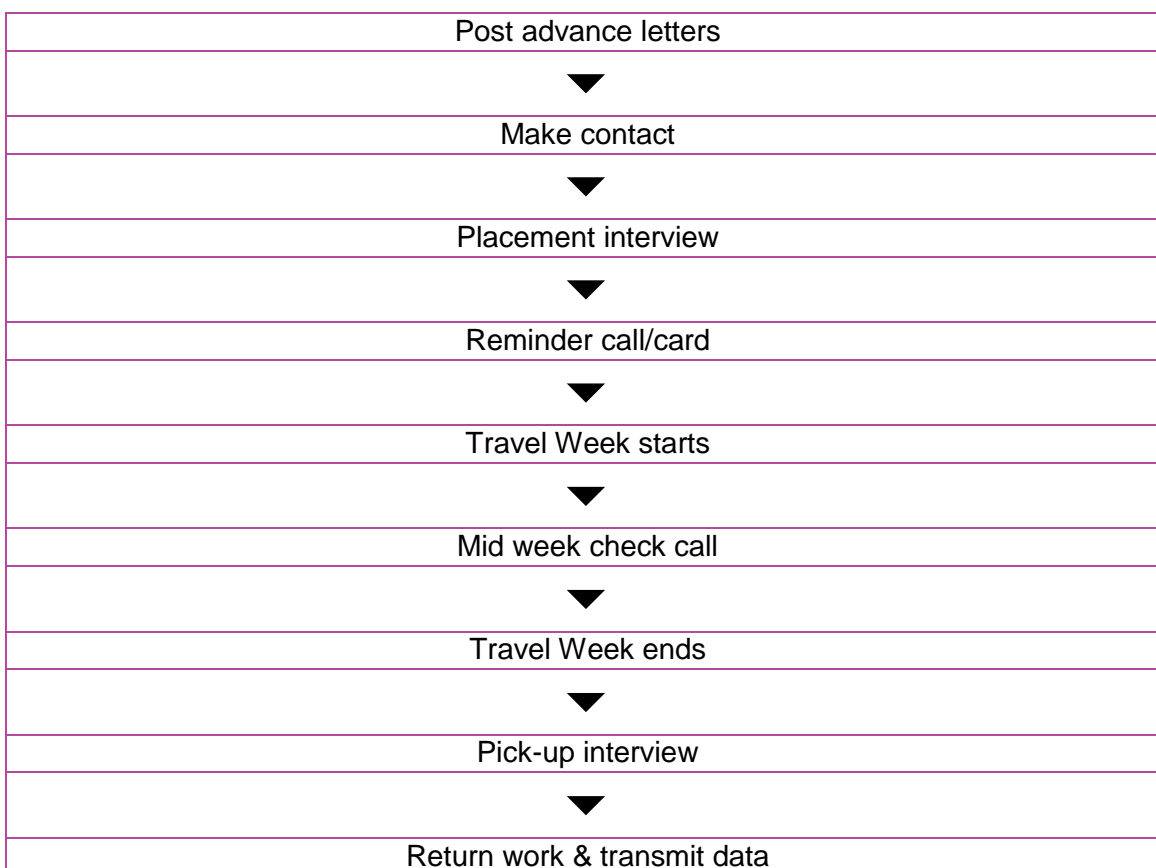 Post advance letters
Make contact
Placement interview
Reminder call/card
Travel Week starts
Mid week check call
Travel Week ends
Pick-up interview
Return work & transmit data